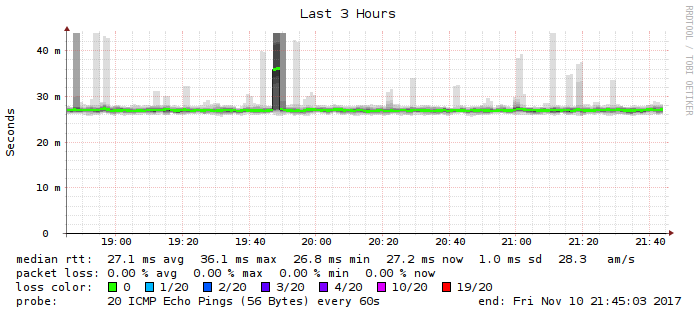 Last 3 Hours
RRDTOOL / TOBI OETIKER
Seconds
40 m
30 m
20 m
10 m
0
19:00 19:20 19:40 20:00 20:20 20:40 21:00 21:20 21:40
median rtt: 27.1 ms avg 36.1 ms max 26.8 ms min 27.2 ms now 1.0 ms sd 28.3 am/s
packet loss: 0.00 % avg 0.00 % max 0.00 % min 0.00 % now
loss color: 0 1/20 2/20 3/20 4/20 10/20 19/20
probe: 20 ICMP Echo Pings (56 Bytes) every 60s end: Fri Nov 10 21:45:03 2017